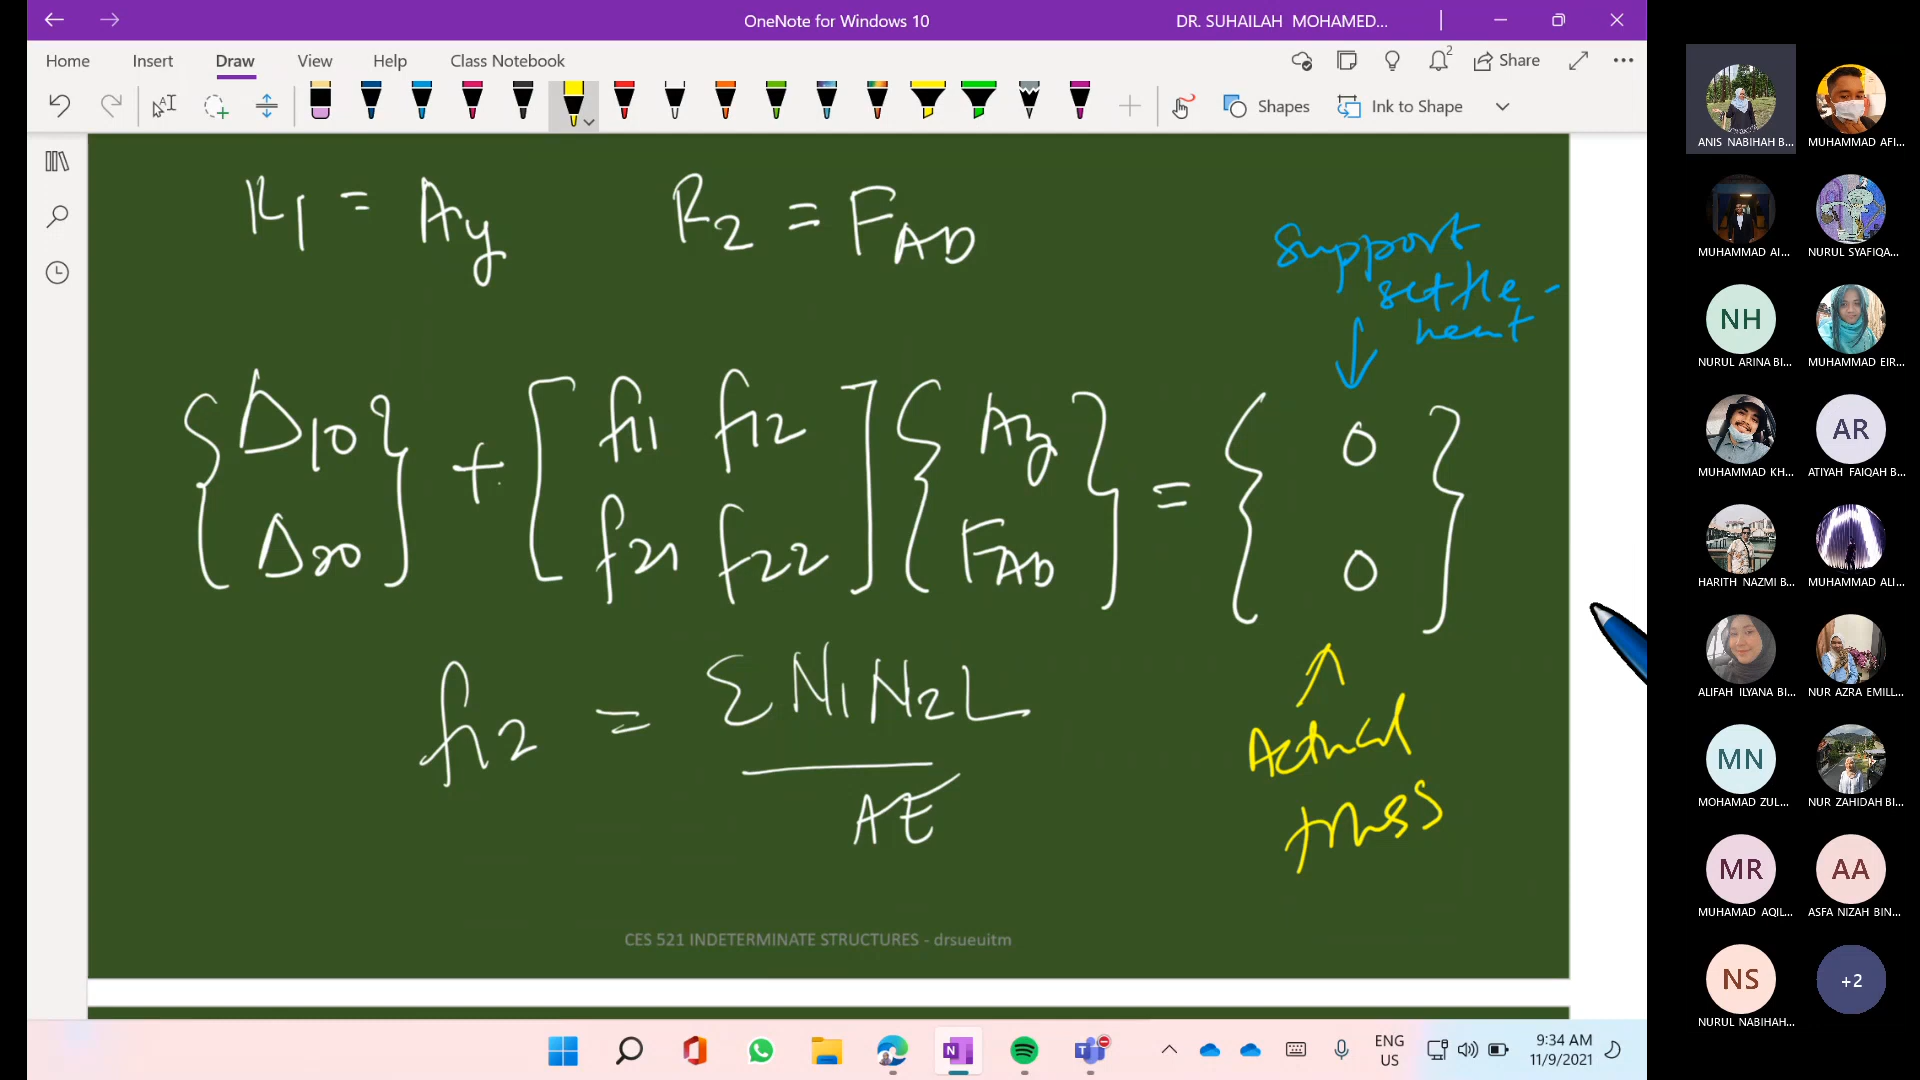 OneNote for Windows 10
DR. SUHAILAH MOHAMED...
Home Insert Draw View Help Class Notebook
2 Share
Shapes Ink to Shape
R1 = Ay R2 = FAD
Support
settle -
ment
{Δ10 Δ20} + [f11 f12 f21 f22] {Ay FAD} = {0 0}
f12 = ΣN1N2L
AE
Actual
truss
CES 521 INDETERMINATE STRUCTURES - drsueuitm
ANIS NABIHAH B... MUHAMMAD AFI...
MUHAMMAD AI... NURUL SYAFIQA...
NH
NURUL ARINA BI... MUHAMMAD EIR...
AR
MUHAMMAD KH... ATIYAH FAIQAH B...
HARITH NAZMI B... MUHAMMAD ALI...
ALIFAH ILYANA BI... NUR AZRA EMILL...
MN
MOHAMAD ZUL... NUR ZAHIDAH BI...
MR AA
MUHAMAD AQIL... ASFA NIZAH BIN...
NS +2
NURUL NABIHAH...
ENG
US
9:34 AM
11/9/2021